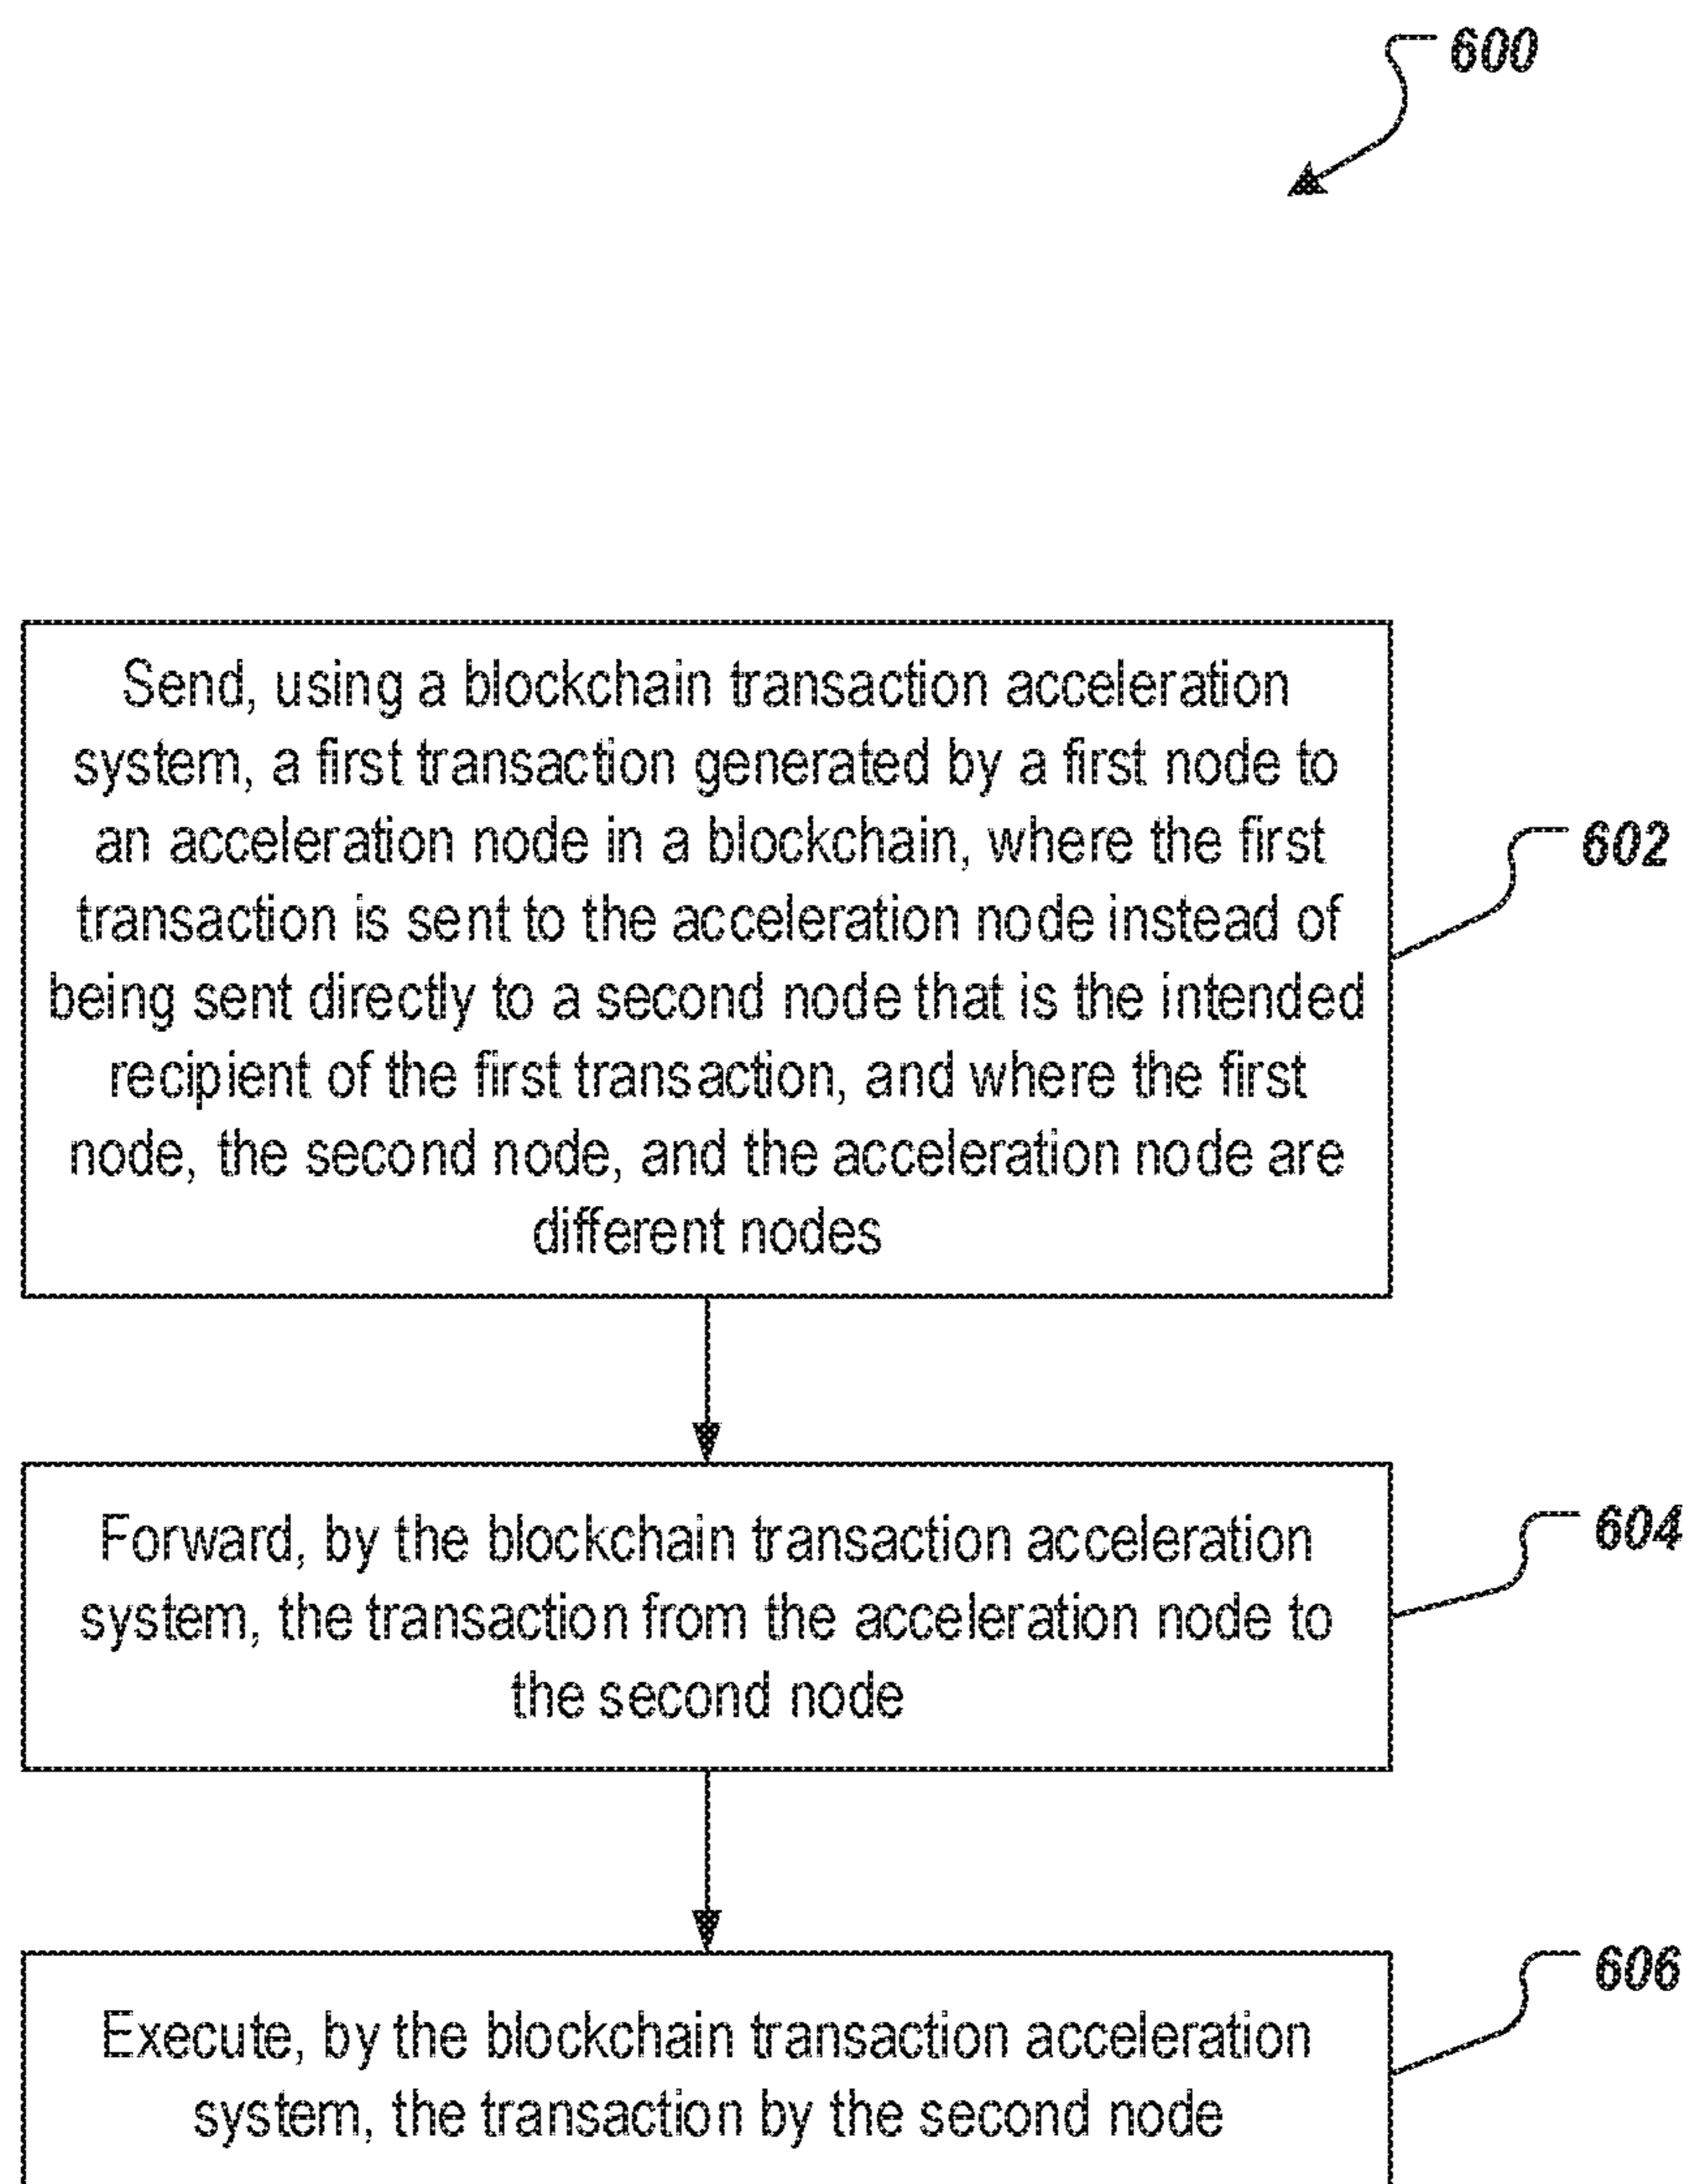 600
Send, using a blockchain transaction acceleration
system, a first transaction generated by a first node to
an acceleration node in a blockchain, where the first
transaction is sent to the acceleration node instead of
being sent directly to a second node that is the intended
recipient of the first transaction, and where the first
node, the second node, and the acceleration node are
different nodes
602
Forward, by the blockchain transaction acceleration
system, the transaction from the acceleration node to
the second node
604
Execute, by the blockchain transaction acceleration
system, the transaction by the second node
606